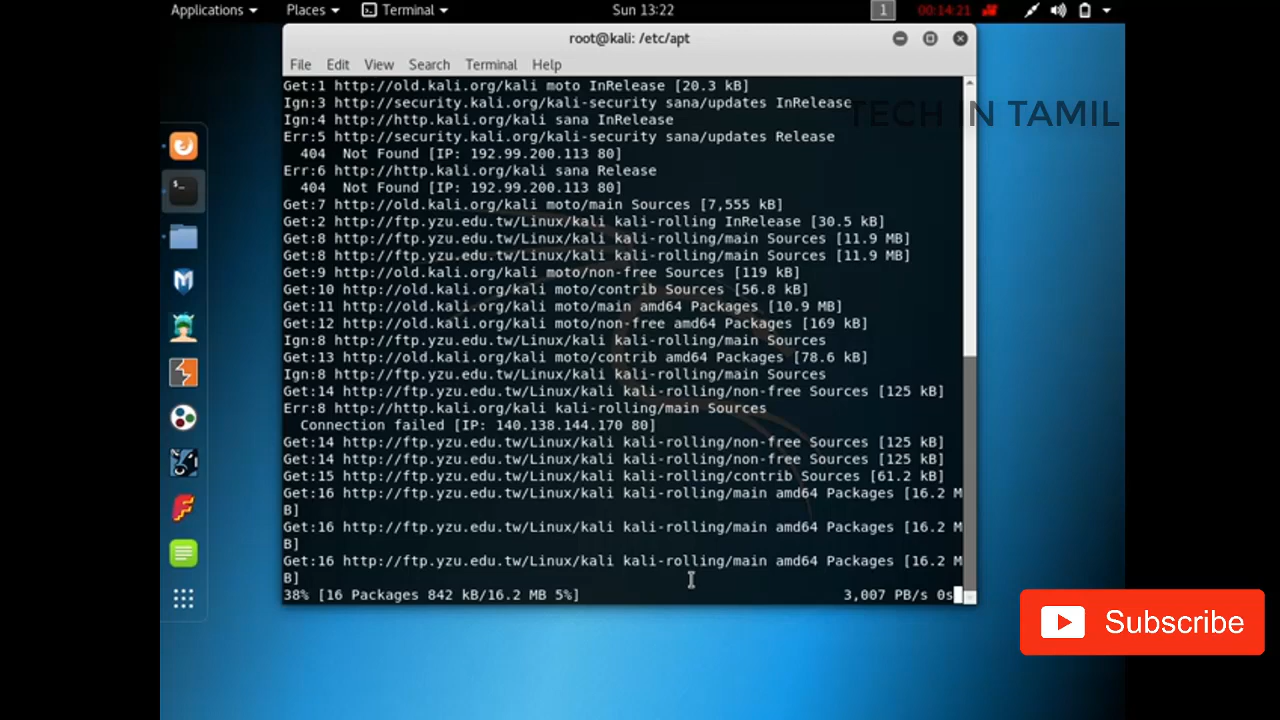 Applications Places Terminal Sun 13:22 1 00:14:21
root@kali: /etc/apt
File Edit View Search Terminal Help
Get:1 http://old.kali.org/kali moto InRelease [20.3 kB]
Ign:3 http://security.kali.org/kali-security sana/updates InRelease
Ign:4 http://http.kali.org/kali sana InRelease
Err:5 http://security.kali.org/kali-security sana/updates Release
404 Not Found [IP: 192.99.200.113 80]
Err:6 http://http.kali.org/kali sana Release
404 Not Found [IP: 192.99.200.113 80]
Get:7 http://old.kali.org/kali moto/main Sources [7,555 kB]
Get:2 http://ftp.yzu.edu.tw/Linux/kali kali-rolling InRelease [30.5 kB]
Get:8 http://ftp.yzu.edu.tw/Linux/kali kali-rolling/main Sources [11.9 MB]
Get:8 http://ftp.yzu.edu.tw/Linux/kali kali-rolling/main Sources [11.9 MB]
Get:9 http://old.kali.org/kali moto/non-free Sources [119 kB]
Get:10 http://old.kali.org/kali moto/contrib Sources [56.8 kB]
Get:11 http://old.kali.org/kali moto/main amd64 Packages [10.9 MB]
Get:12 http://old.kali.org/kali moto/non-free amd64 Packages [169 kB]
Ign:8 http://ftp.yzu.edu.tw/Linux/kali kali-rolling/main Sources
Get:13 http://old.kali.org/kali moto/contrib amd64 Packages [78.6 kB]
Ign:8 http://ftp.yzu.edu.tw/Linux/kali kali-rolling/main Sources
Get:14 http://ftp.yzu.edu.tw/Linux/kali kali-rolling/non-free Sources [125 kB]
Err:8 http://http.kali.org/kali kali-rolling/main Sources
Connection failed [IP: 140.138.144.170 80]
Get:14 http://ftp.yzu.edu.tw/Linux/kali kali-rolling/non-free Sources [125 kB]
Get:14 http://ftp.yzu.edu.tw/Linux/kali kali-rolling/non-free Sources [125 kB]
Get:15 http://ftp.yzu.edu.tw/Linux/kali kali-rolling/contrib Sources [61.2 kB]
Get:16 http://ftp.yzu.edu.tw/Linux/kali kali-rolling/main amd64 Packages [16.2 M
B]
Get:16 http://ftp.yzu.edu.tw/Linux/kali kali-rolling/main amd64 Packages [16.2 M
B]
Get:16 http://ftp.yzu.edu.tw/Linux/kali kali-rolling/main amd64 Packages [16.2 M
B]
38% [16 Packages 842 kB/16.2 MB 5%] 3,007 PB/s 0s
TECH IN TAMIL
Subscribe